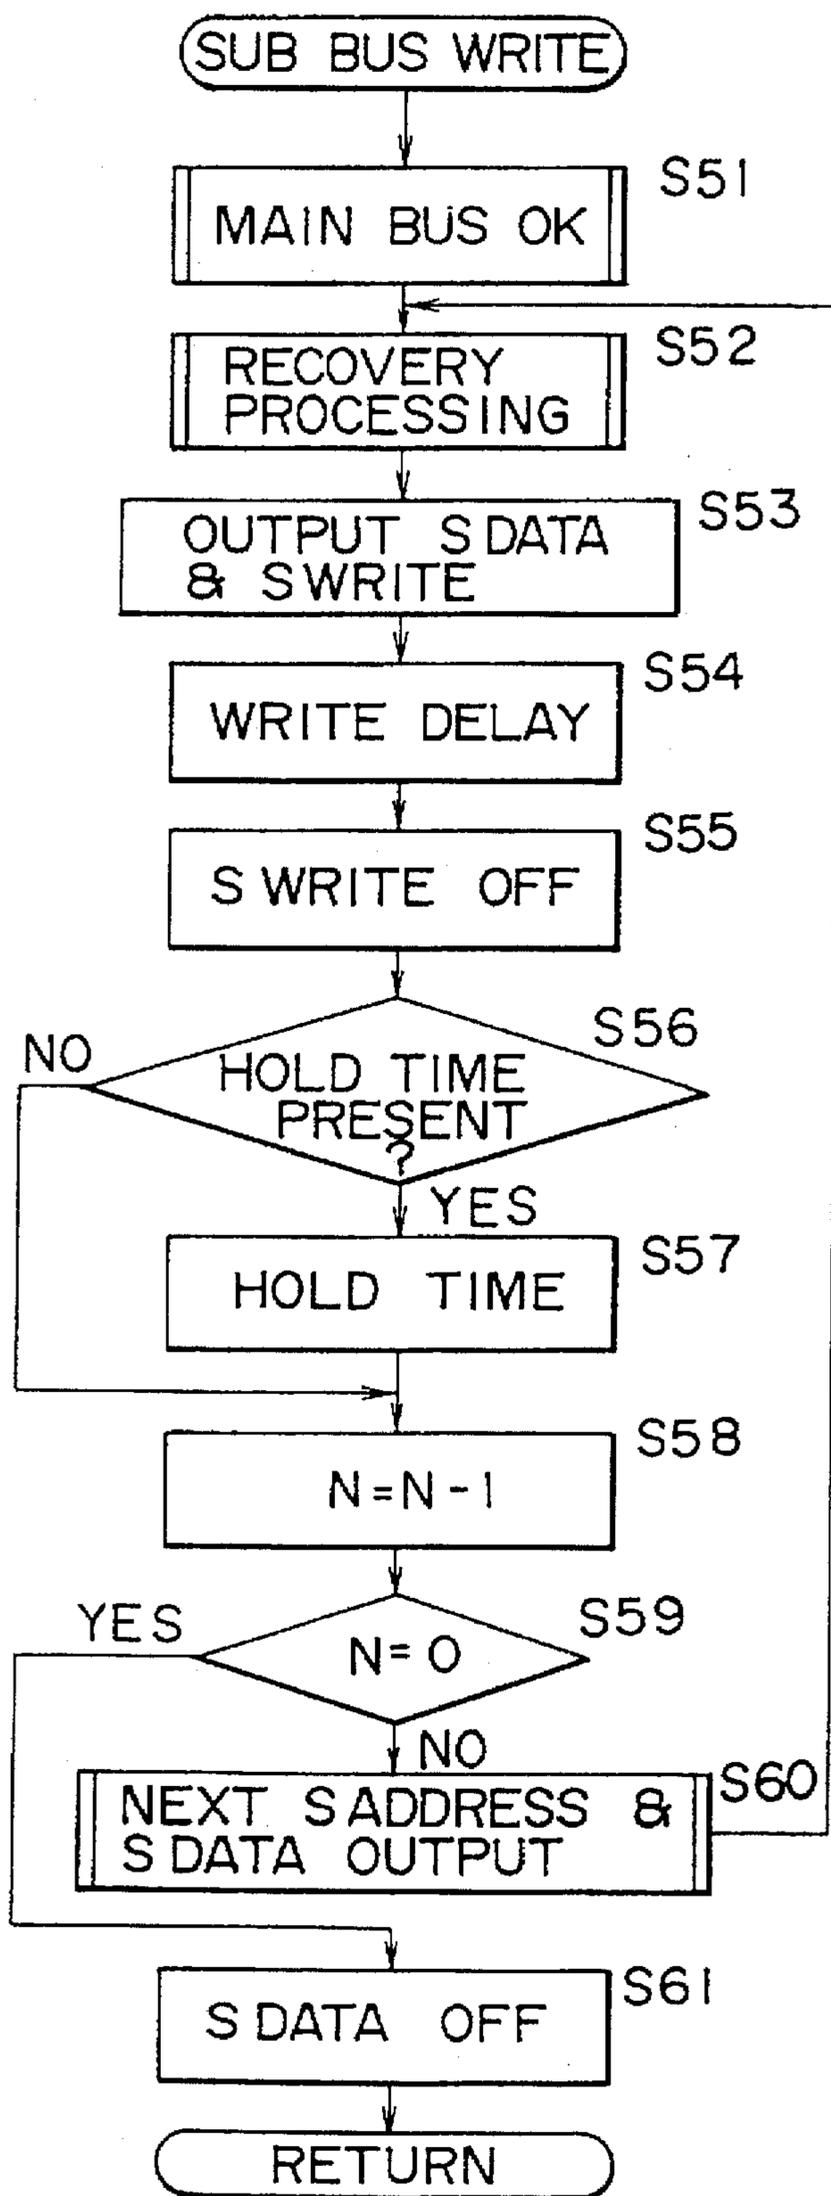 SUB BUS WRITE
S51
MAIN BUS OK
S52
RECOVERY
PROCESSING
S53
OUTPUT S DATA
& S WRITE
S54
WRITE DELAY
S55
S WRITE OFF
S56
NO
HOLD TIME
PRESENT
?
YES
S57
HOLD TIME
S58
N=N-1
S59
YES
N=0
NO
S60
NEXT S ADDRESS &
S DATA OUTPUT
S61
S DATA OFF
RETURN